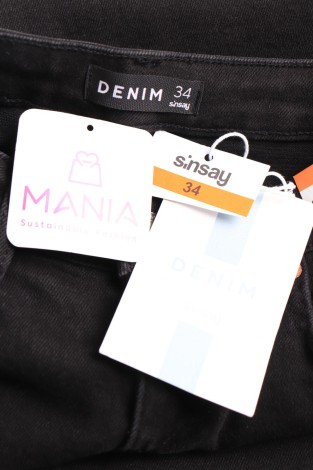 DENIM 34
sinsay
MANIA
Sustainable Fashion
sinsay
34
DENIM